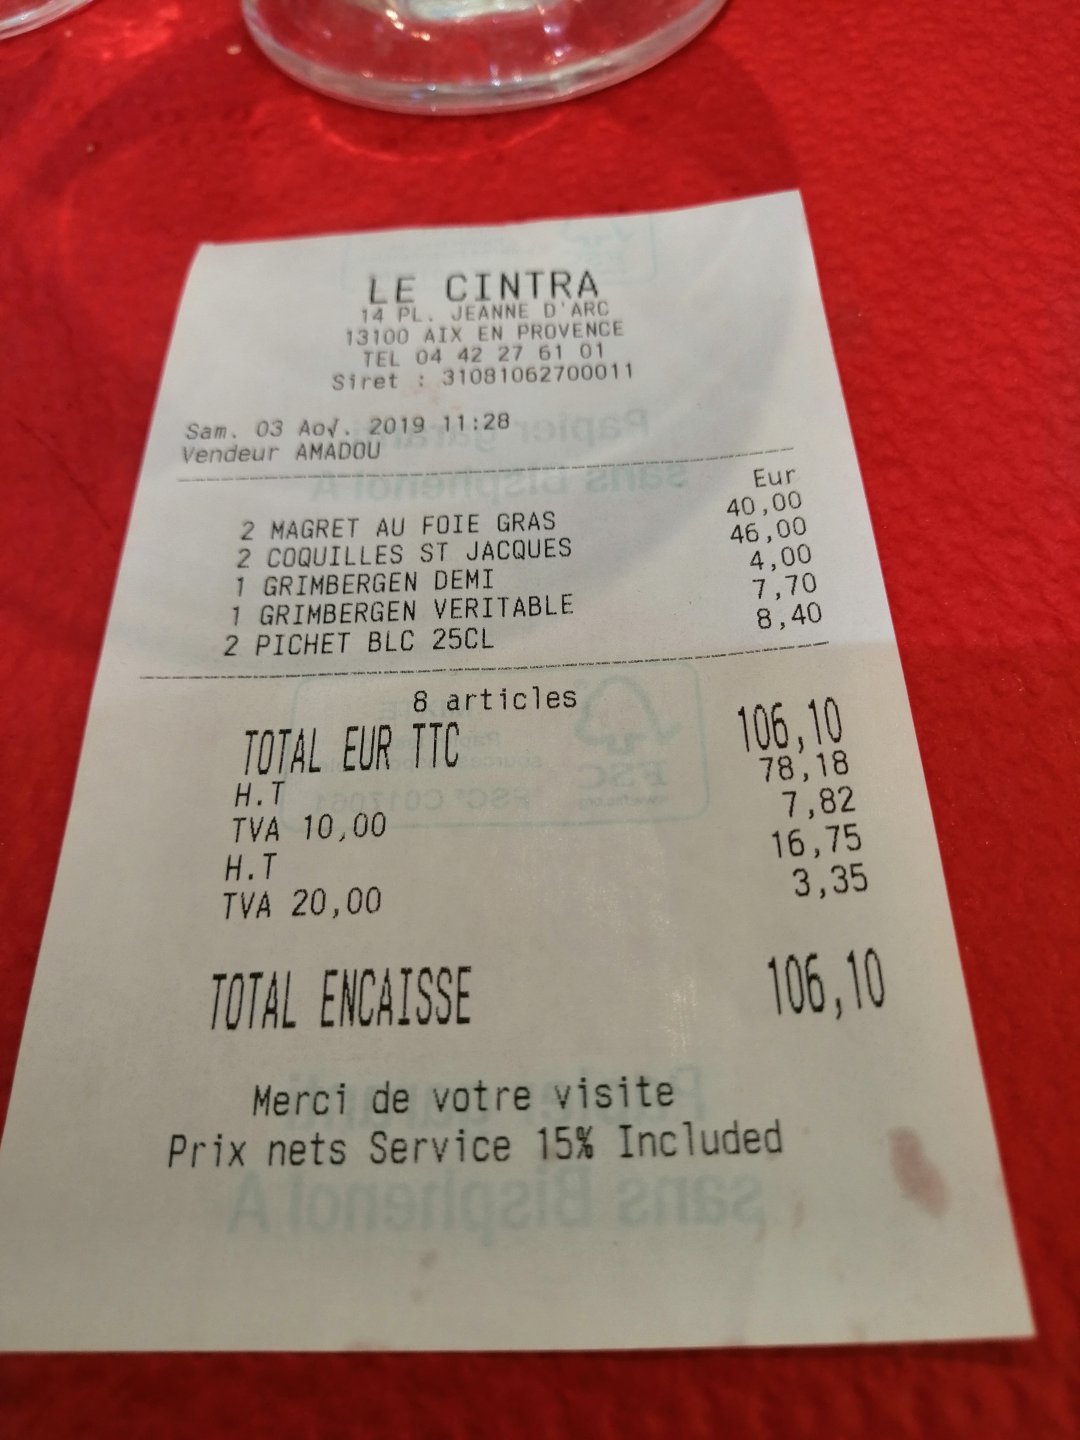 LE CINTRA
14 PL. JEANNE D'ARC
13100 AIX EN PROVENCE
TEL 04 42 27 61 01
Siret : 31081062700011
Sam. 03 Aoû. 2019 11:28
Vendeur AMADOU
Eur
2 MAGRET AU FOIE GRAS 40,00
2 COQUILLES ST JACQUES 46,00
1 GRIMBERGEN DEMI 4,00
1 GRIMBERGEN VERITABLE 7,70
2 PICHET BLC 25CL 8,40
8 articles
TOTAL EUR TTC 106,10
H.T 78,18
TVA 10,00 7,82
H.T 16,75
TVA 20,00 3,35
TOTAL ENCAISSE 106,10
Merci de votre visite
Prix nets Service 15% Included